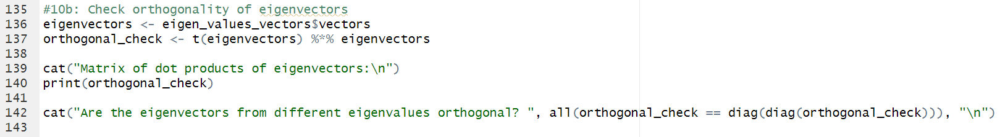 135 #10b: Check orthogonality of eigenvectors
136 eigenvectors <- eigen_values_vectors$vectors
137 orthogonal_check <- t(eigenvectors) %*% eigenvectors
138
139 cat("Matrix of dot products of eigenvectors:\n")
140 print(orthogonal_check)
141
142 cat("Are the eigenvectors from different eigenvalues orthogonal? ", all(orthogonal_check == diag(diag(orthogonal_check))), "\n")
143